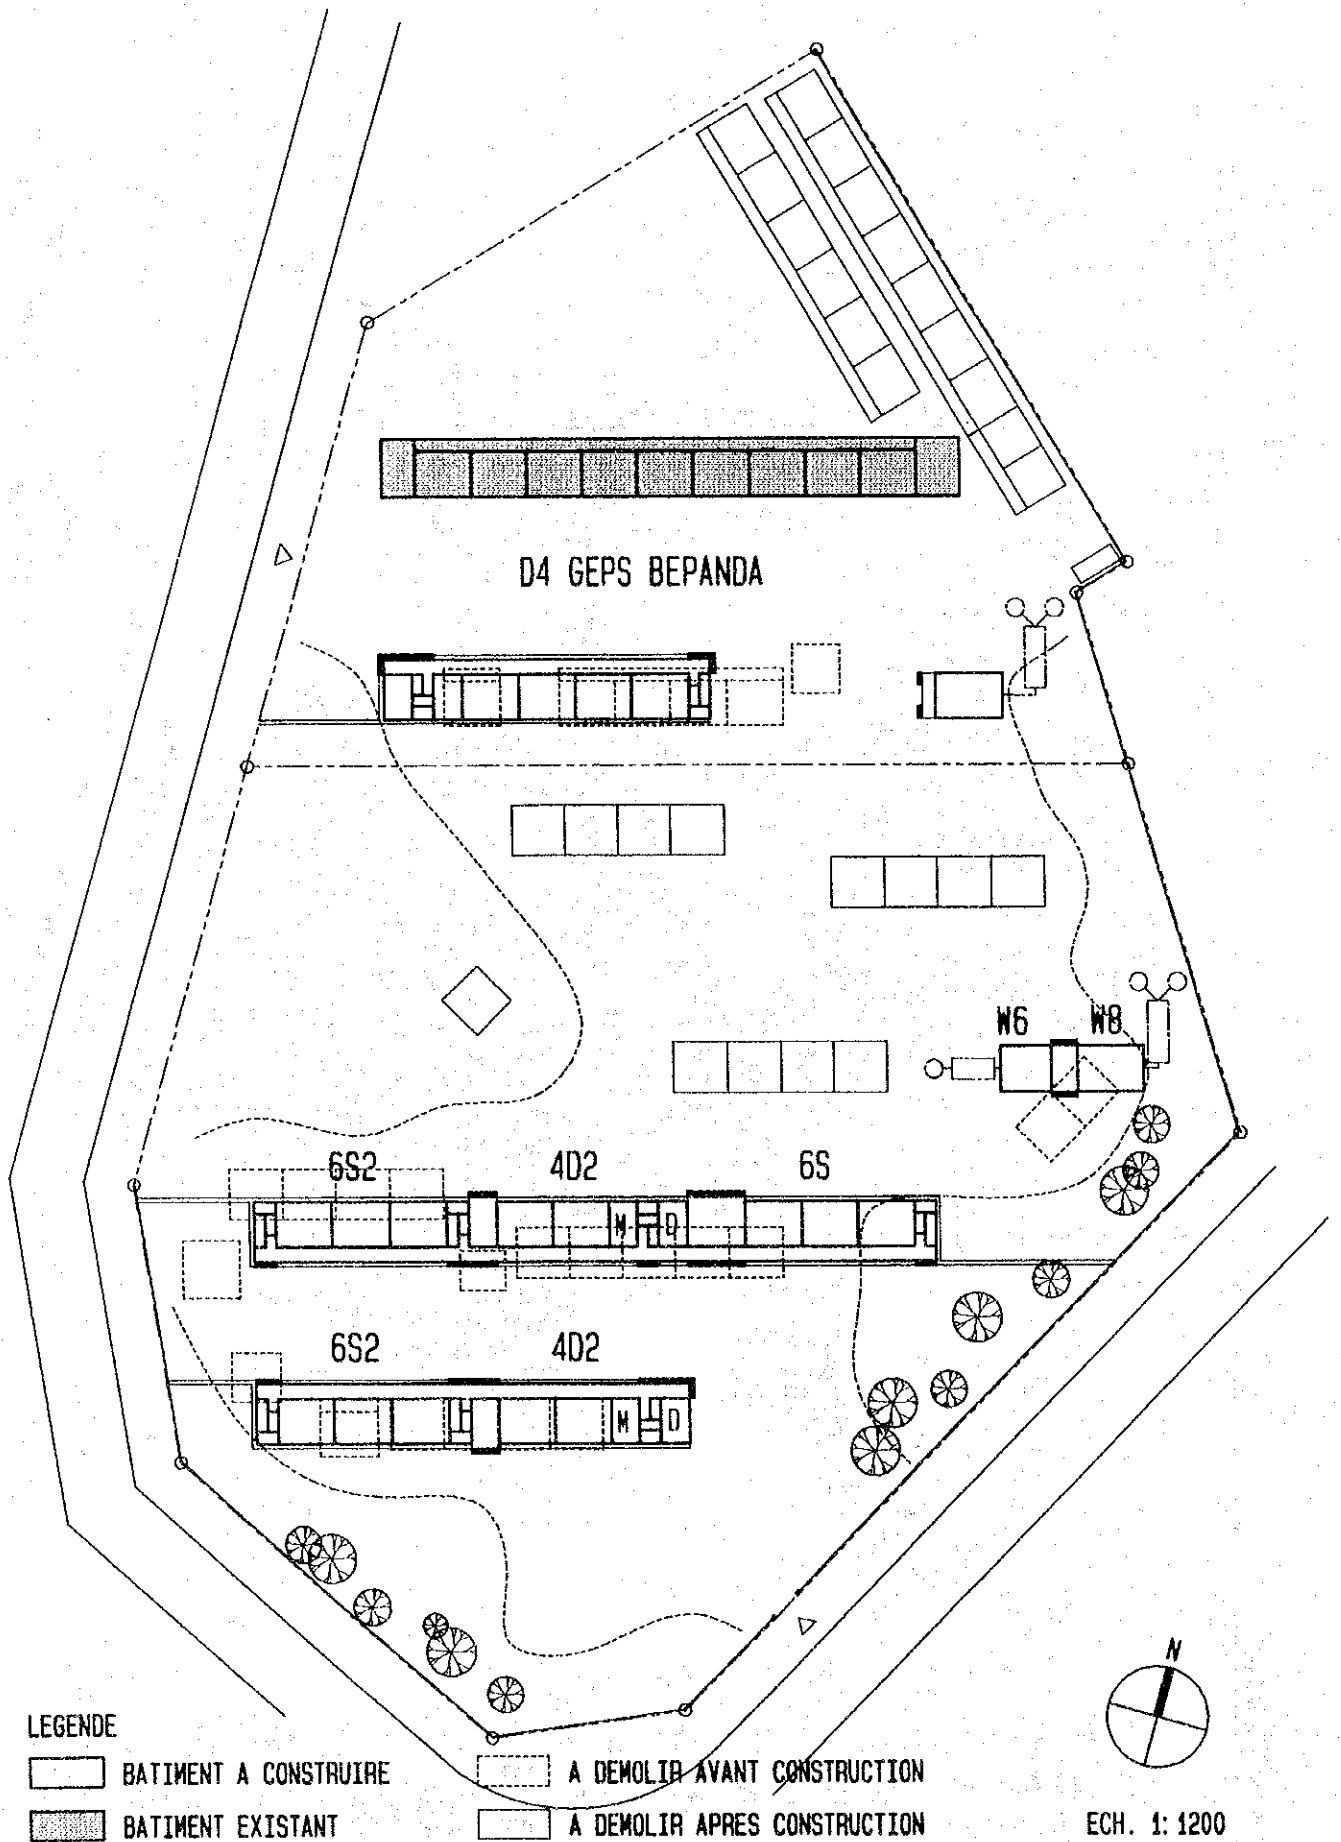 D4 GEPS BEPANDA
W6 W8
6S2 4D2 6S
M D
6S2 4D2
M D
N
LEGENDE
BATIMENT A CONSTRUIRE
A DEMOLIR AVANT CONSTRUCTION
BATIMENT EXISTANT
A DEMOLIR APRES CONSTRUCTION
ECH. 1:1200